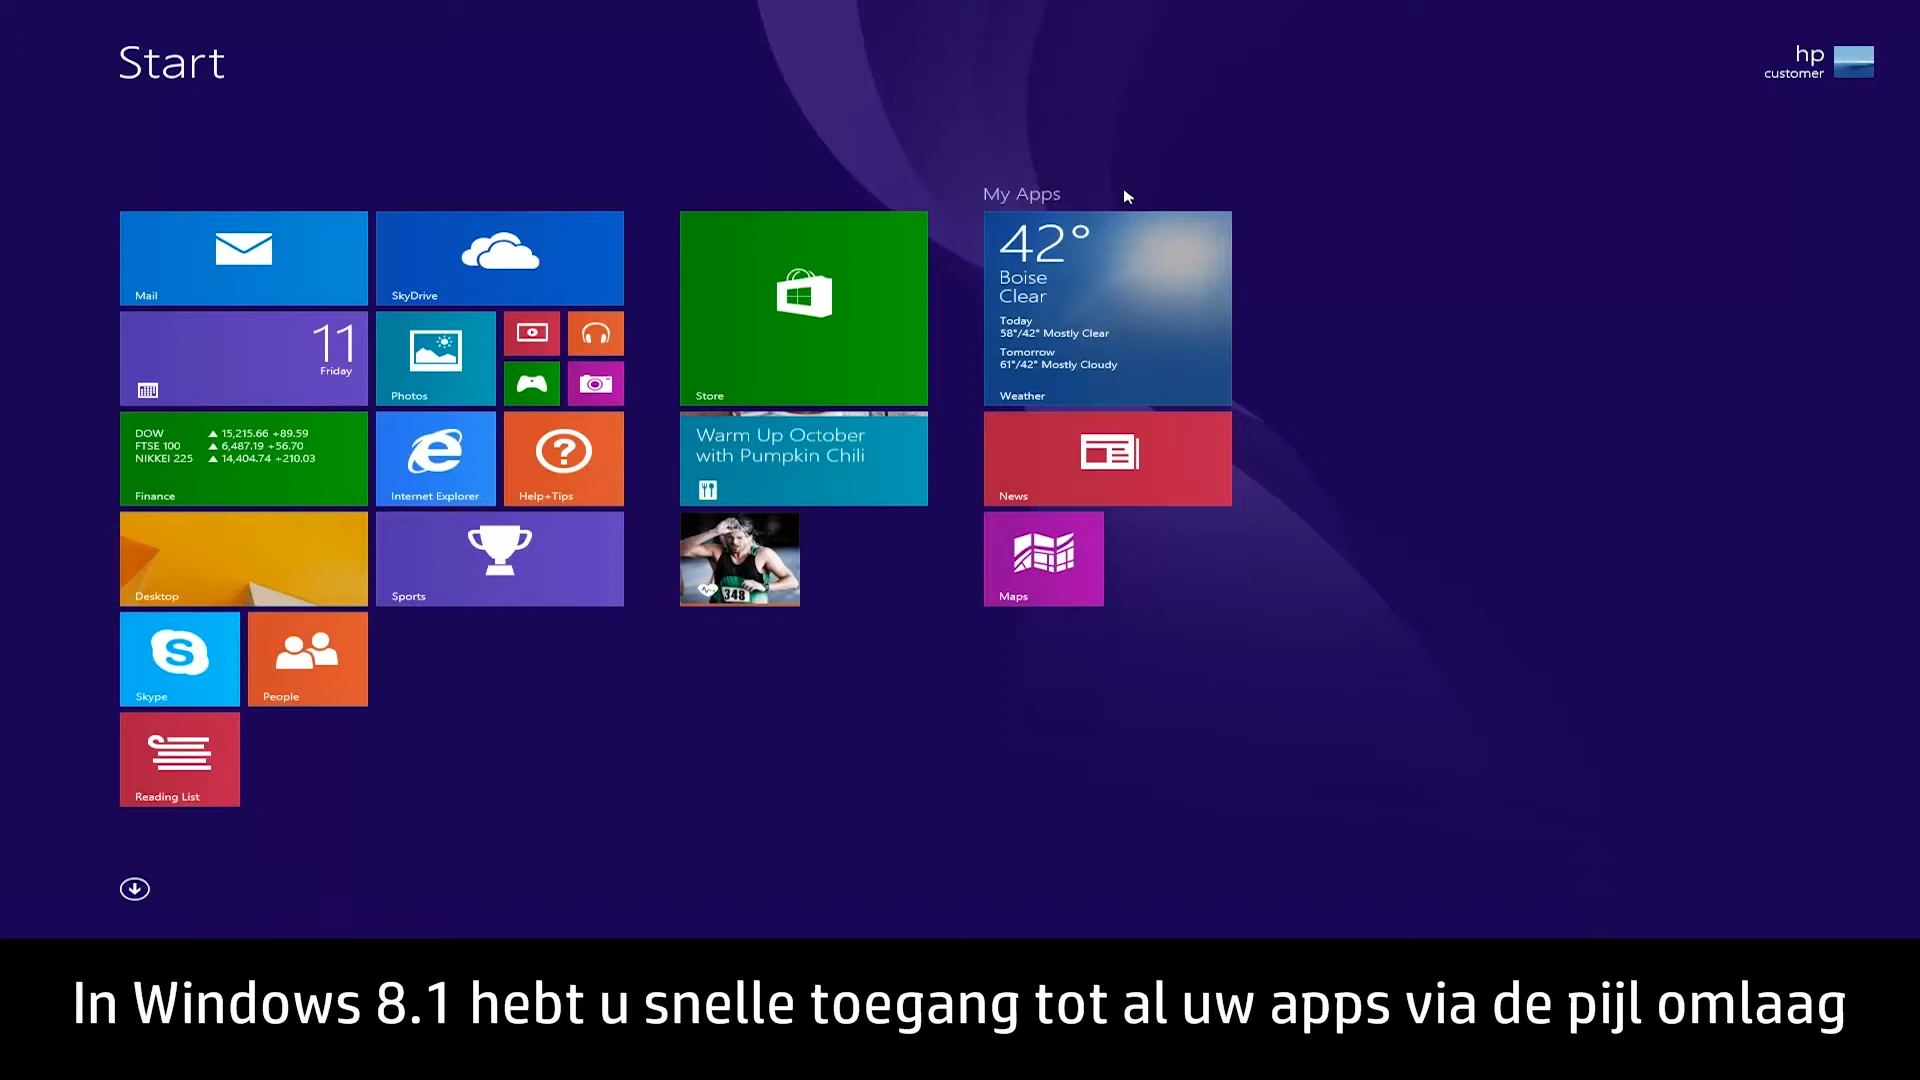 Start
hp
customer
My Apps
Mail
SkyDrive
11
Friday
Photos
DOW ▲ 15,215.66 +89.59
FTSE 100 ▲ 6,487.19 +56.70
NIKKEI 225 ▲ 14,404.74 +210.03
Finance
Internet Explorer
Help+Tips
Desktop
Sports
Skype
People
Reading List
Store
Warm Up October
with Pumpkin Chili
348
42°
Boise
Clear
Today
58°/42° Mostly Clear
Tomorrow
61°/42° Mostly Cloudy
Weather
News
Maps
In Windows 8.1 hebt u snelle toegang tot al uw apps via de pijl omlaag